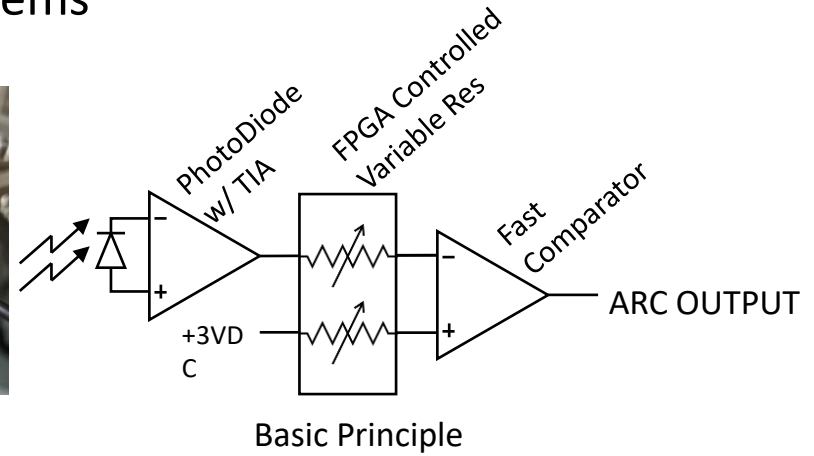 ems
PhotoDiode
w/ TIA
FPGA Controlled
Variable Res
Fast
Comparator
−
+
−
+
+3VD
C
ARC OUTPUT
Basic Principle